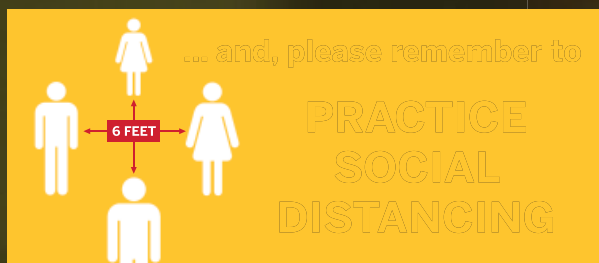 ... and, please remember to
6 FEET
PRACTICE
SOCIAL
DISTANCING